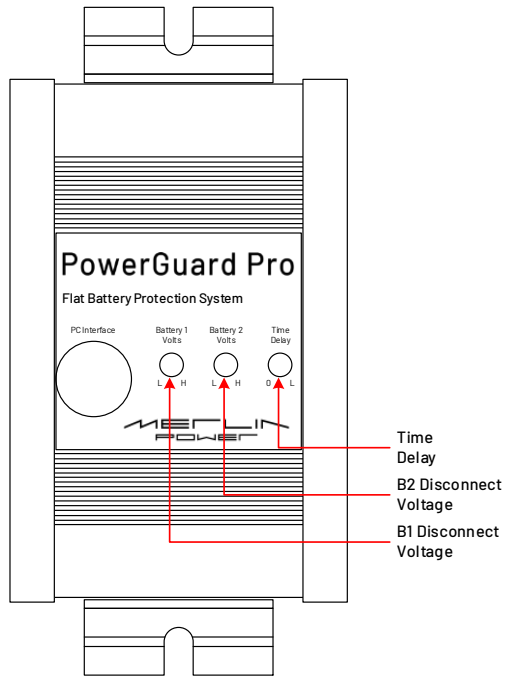 PowerGuard Pro
Flat Battery Protection System
PC Interface
Battery 1
Volts
Battery 2
Volts
Time
Delay
L H
L H
0 L
MERLIN
POWER
Time
Delay
B2 Disconnect
Voltage
B1 Disconnect
Voltage